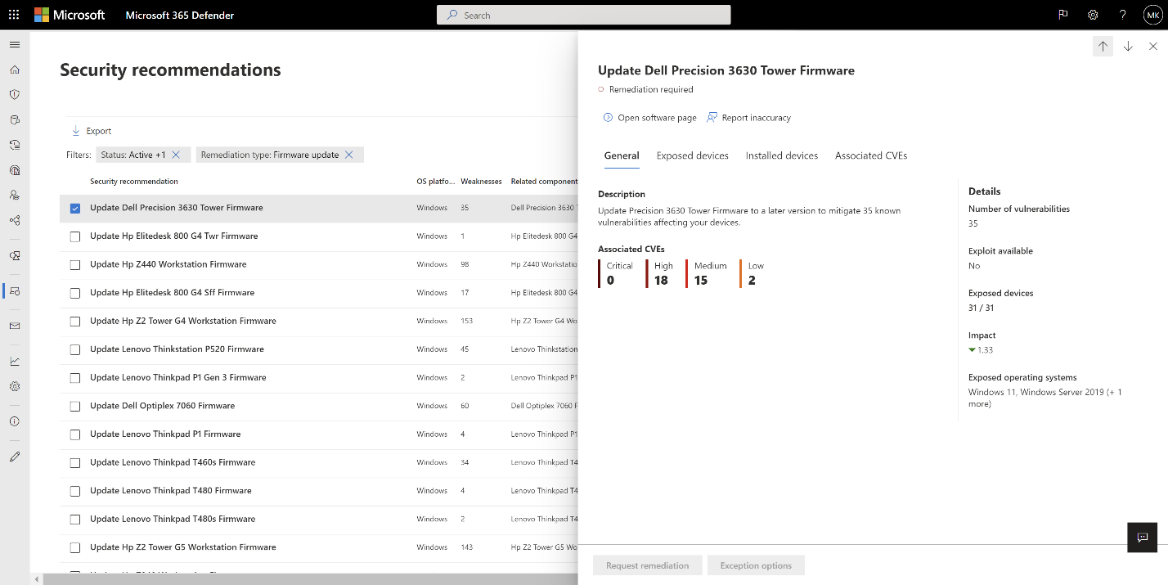 Microsoft
Microsoft 365 Defender
Search
MK
Security recommendations
Export
Filters: Status: Active +1 Remediation type: Firmware update
Security recommendation OS platfo... Weaknesses Related component
Update Dell Precision 3630 Tower Firmware Windows 35 Dell Precision 3630
Update Hp Elitedesk 800 G4 Twr Firmware Windows 1 Hp Elitedesk 800 G4
Update Hp Z440 Workstation Firmware Windows 98 Hp Z440 Workstatio
Update Hp Elitedesk 800 G4 Sff Firmware Windows 17 Hp Elitedesk 800 G4
Update Hp Z2 Tower G4 Workstation Firmware Windows 153 Hp Z2 Tower G4 Wo
Update Lenovo Thinkstation P520 Firmware Windows 45 Lenovo Thinkstation
Update Lenovo Thinkpad P1 Gen 3 Firmware Windows 2 Lenovo Thinkpad P1
Update Dell Optiplex 7060 Firmware Windows 60 Dell Optiplex 7060 F
Update Lenovo Thinkpad P1 Firmware Windows 4 Lenovo Thinkpad P1
Update Lenovo Thinkpad T460s Firmware Windows 34 Lenovo Thinkpad T4
Update Lenovo Thinkpad T480 Firmware Windows 4 Lenovo Thinkpad T4
Update Lenovo Thinkpad T480s Firmware Windows 2 Lenovo Thinkpad T4
Update Hp Z2 Tower G5 Workstation Firmware Windows 143 Hp Z2 Tower G5 Wo
Update Dell Precision 3630 Tower Firmware
Remediation required
Open software page Report inaccuracy
General Exposed devices Installed devices Associated CVEs
Description
Update Precision 3630 Tower Firmware to a later version to mitigate 35 known
vulnerabilities affecting your devices.
Associated CVEs
Critical High Medium Low
0 18 15 2
Details
Number of vulnerabilities
35
Exploit available
No
Exposed devices
31 / 31
Impact
1.33
Exposed operating systems
Windows 11, Windows Server 2019 (+ 1
more)
Request remediation Exception options